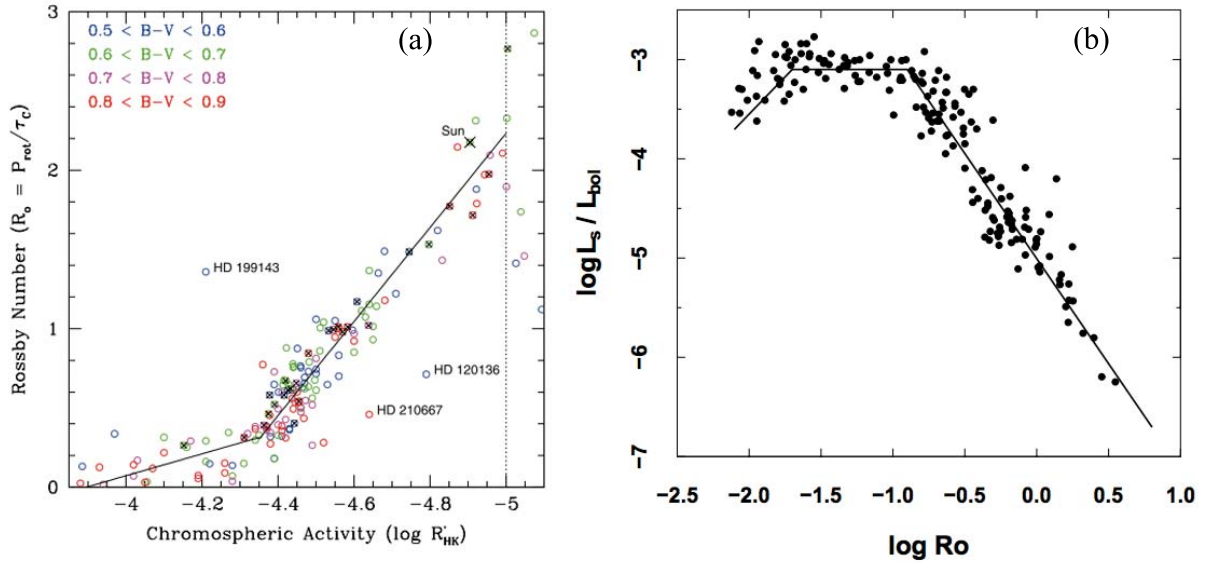 (a)
0.5 < B-V < 0.6
0.6 < B-V < 0.7
0.7 < B-V < 0.8
0.8 < B-V < 0.9
Sun
HD 199143
HD 120136
HD 210667
Rossby Number (Rₒ = Pᵣₒₜ/τ_C)
3
2
1
0
-4
-4.2
-4.4
-4.6
-4.8
-5
Chromospheric Activity (log R'_HK)
(b)
log Lₛ / L_bol
-3
-4
-5
-6
-7
-2.5
-2.0
-1.5
-1.0
-0.5
0.0
0.5
1.0
log Ro